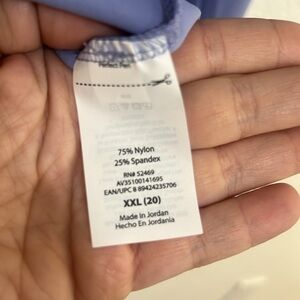 75% Nylon
25% Spandex
RN# 52469
AV35100141695
EAN/UPC 8 89424235706
XXL (20)
Made in Jordan
Hecho En Jordania